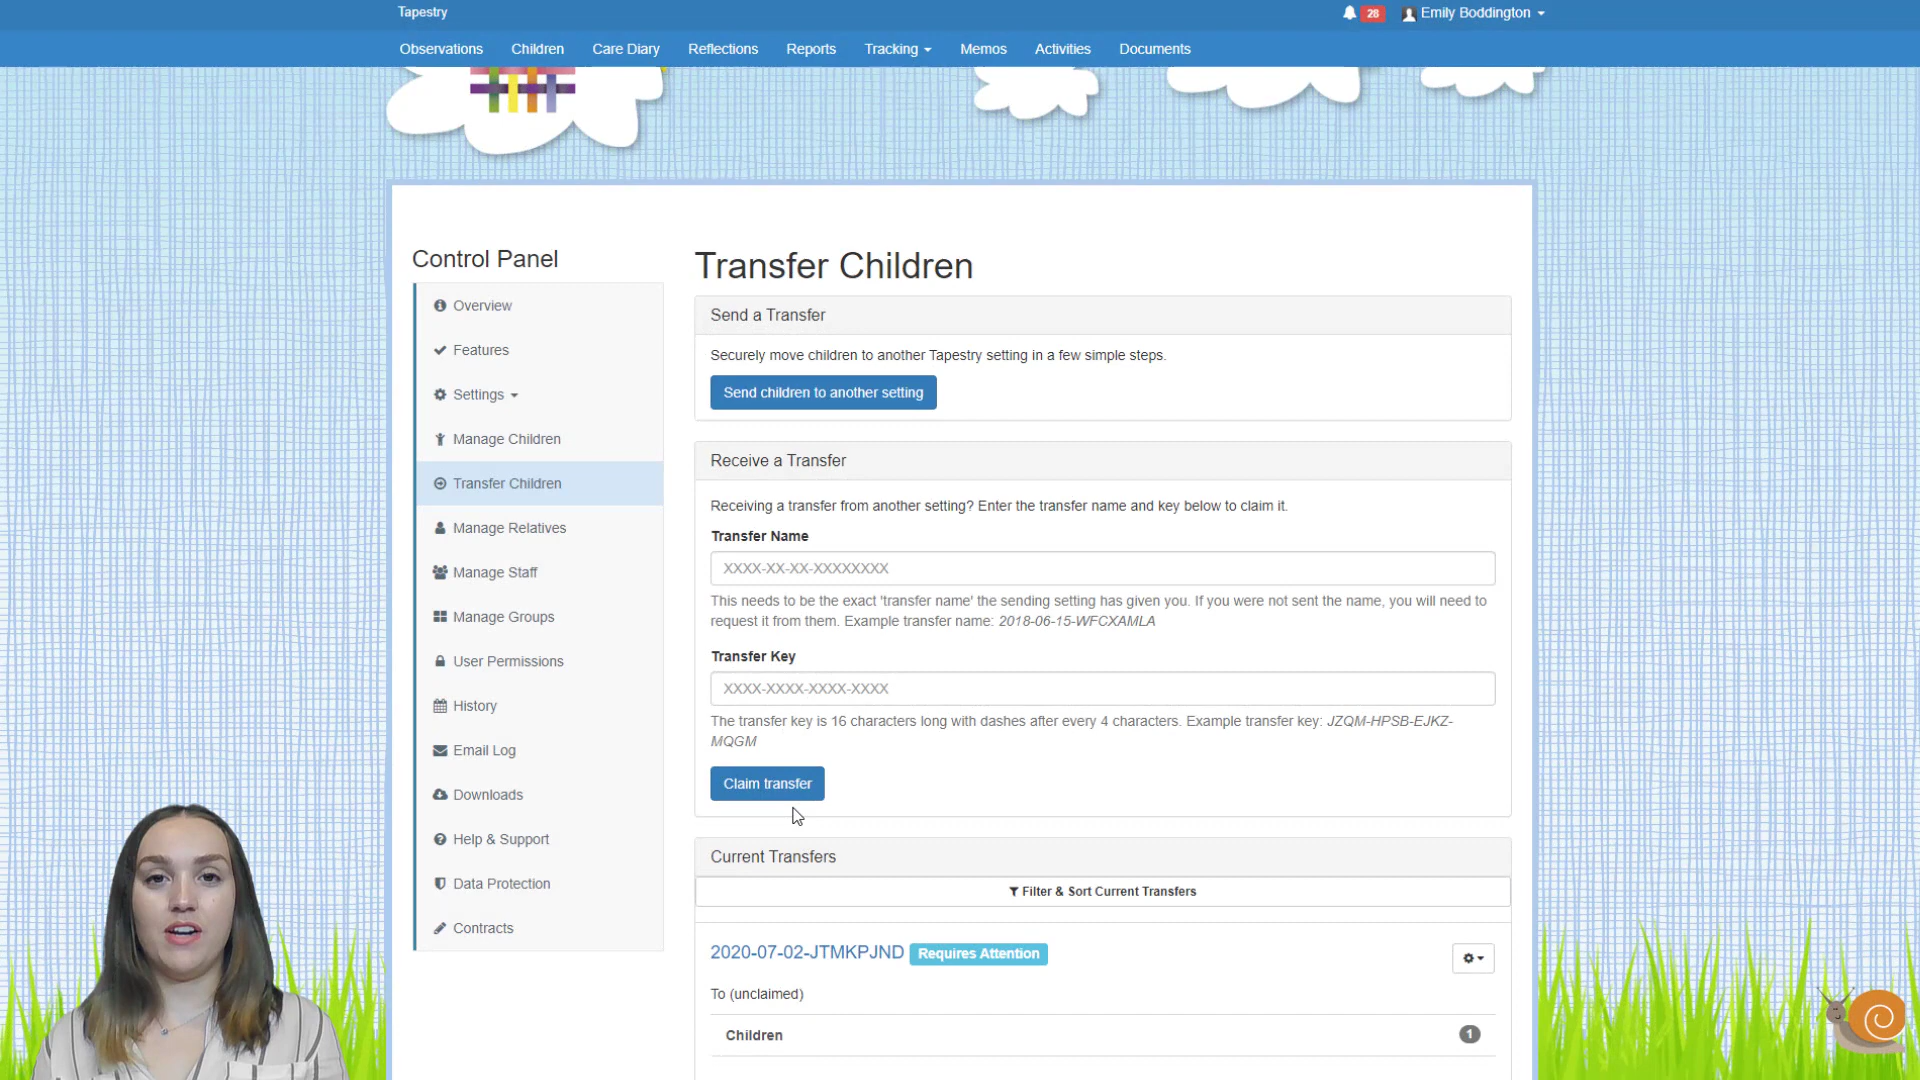 Tapestry
28
Emily Boddington
Observations
Children
Care Diary
Reflections
Reports
Tracking
Memos
Activities
Documents
Control Panel
Overview
Features
Settings
Manage Children
Transfer Children
Manage Relatives
Manage Staff
Manage Groups
User Permissions
History
Email Log
Downloads
Help & Support
Data Protection
Contracts
Transfer Children
Send a Transfer
Securely move children to another Tapestry setting in a few simple steps.
Send children to another setting
Receive a Transfer
Receiving a transfer from another setting? Enter the transfer name and key below to claim it.
Transfer Name
XXXX-XX-XX-XXXXXXXX
This needs to be the exact 'transfer name' the sending setting has given you. If you were not sent the name, you will need to
request it from them. Example transfer name: 2018-06-15-WFCXAMLA
Transfer Key
XXXX-XXXX-XXXX-XXXX
The transfer key is 16 characters long with dashes after every 4 characters. Example transfer key: JZQM-HPSB-EJKZ-
MQGM
Claim transfer
Current Transfers
Filter & Sort Current Transfers
2020-07-02-JTMKPJND Requires Attention
To (unclaimed)
Children 1